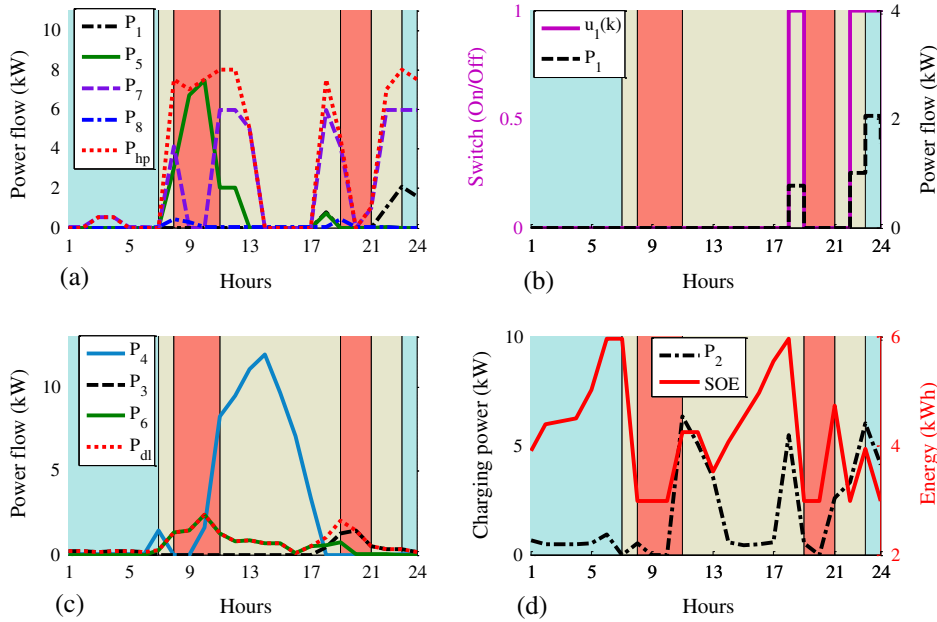 10
8
6
4
2
0
Power flow (kW)
P1
P5
P7
P8
Php
1 5 9 13 17 21 24
Hours
(a)
1
0.5
0
Switch (On/Off)
u1(k)
P1
4
2
0
Power flow (kW)
1 5 9 13 17 21 24
Hours
(b)
10
5
0
Power flow (kW)
P4
P3
P6
Pdl
1 5 9 13 17 21 24
Hours
(c)
10
5
0
Charging power (kW)
P2
SOE
6
4
2
Energy (kWh)
1 5 9 13 17 21 24
Hours
(d)